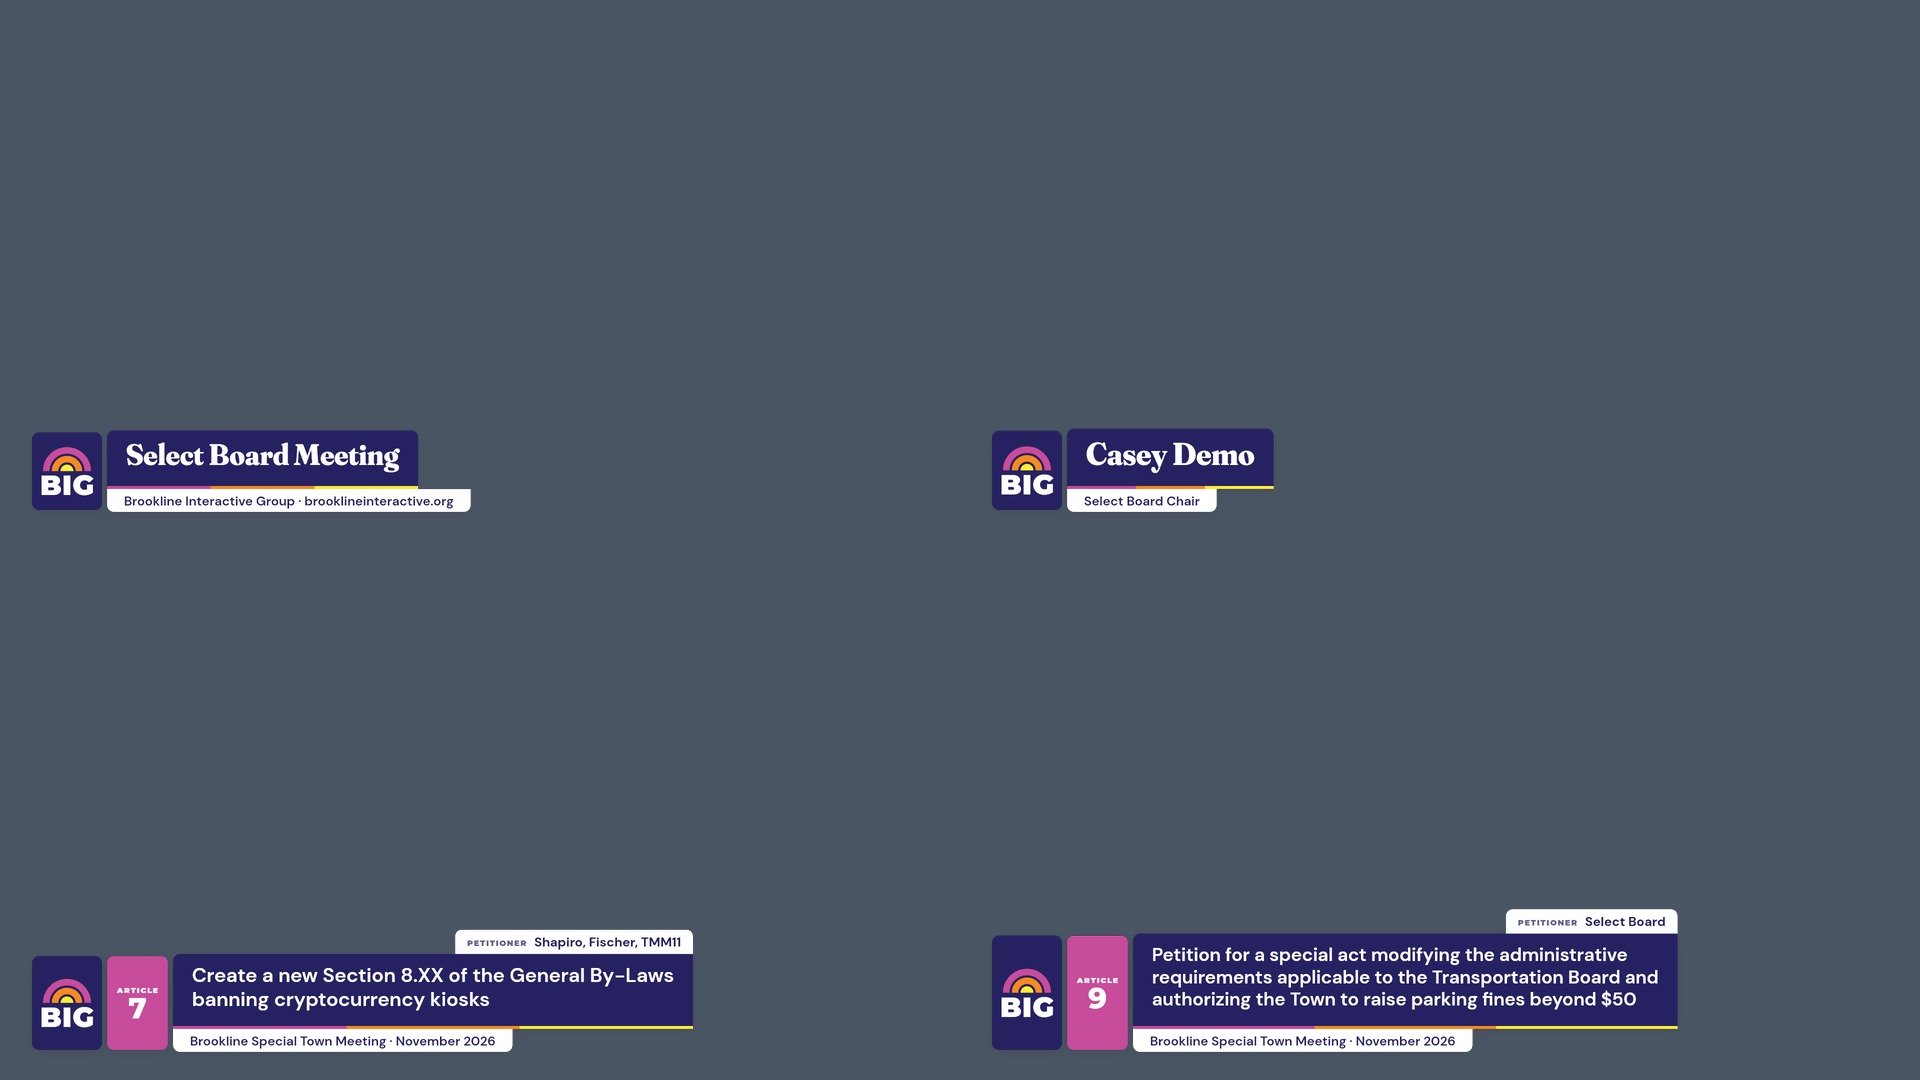 BIG
Select Board Meeting
Brookline Interactive Group · brooklineinteractive.org
BIG
Casey Demo
Select Board Chair
PETITIONER Shapiro, Fischer, TMM11
BIG
ARTICLE
7
Create a new Section 8.XX of the General By-Laws
banning cryptocurrency kiosks
Brookline Special Town Meeting · November 2026
PETITIONER Select Board
BIG
ARTICLE
9
Petition for a special act modifying the administrative
requirements applicable to the Transportation Board and
authorizing the Town to raise parking fines beyond $50
Brookline Special Town Meeting · November 2026